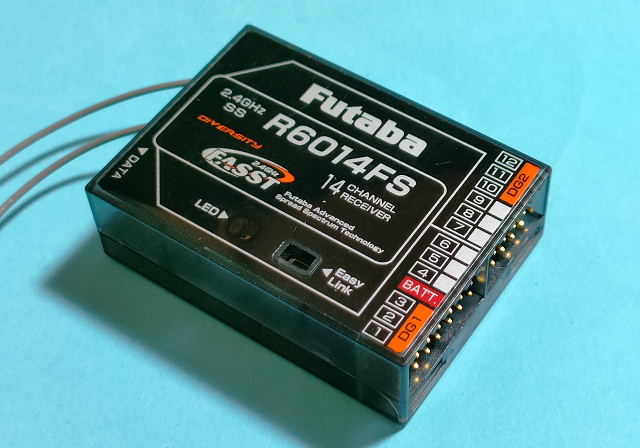 Futaba
2.4GHz
SS
R6014FS
DIVERSITY
2.4GHz
FASST
14 CHANNEL
RECEIVER
Futaba Advanced
Spread Spectrum Technology
◀DATA
LED▶
◀Easy
Link
12
11
DG2
10
9
8
7
6
5
4
BATT.
3
2
DG1
1